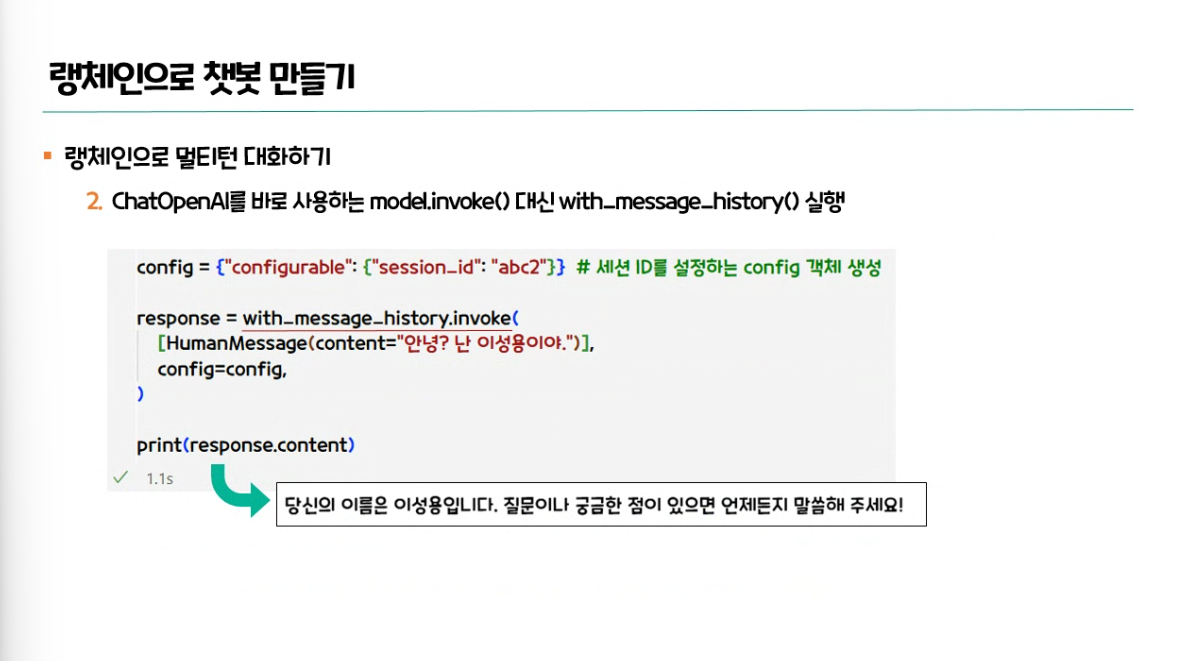 랭체인으로 챗봇 만들기
▪ 랭체인으로 멀티턴 대화하기
2. ChatOpenAI를 바로 사용하는 model.invoke() 대신 with_message_history() 실행
config = {"configurable": {"session_id": "abc2"}} # 세션 ID를 설정하는 config 객체 생성
response = with_message_history.invoke(
[HumanMessage(content="안녕? 난 이성용이야.")],
config=config,
)
print(response.content)
✓ 1.1s
당신의 이름은 이성용입니다. 질문이나 궁금한 점이 있으면 언제든지 말씀해 주세요!